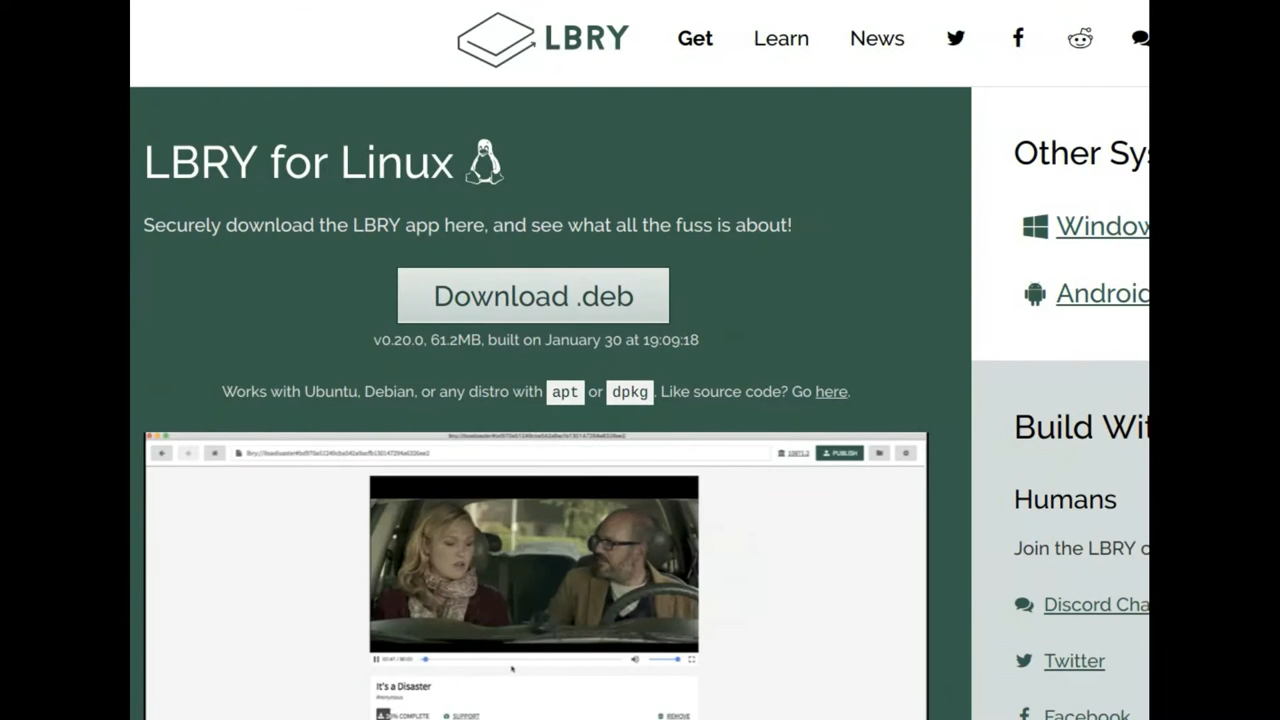 LBRY
Get Learn News
LBRY for Linux
Securely download the LBRY app here, and see what all the fuss is about!
Download .deb
v0.20.0, 61.2MB, built on January 30 at 19:09:18
Works with Ubuntu, Debian, or any distro with apt or dpkg. Like source code? Go here.
PUBLISH
It's a Disaster
% COMPLETE SUPPORT REMOVE
Other Sy
Window
Android
Build Wit
Humans
Join the LBRY c
Discord Cha
Twitter
Facebook